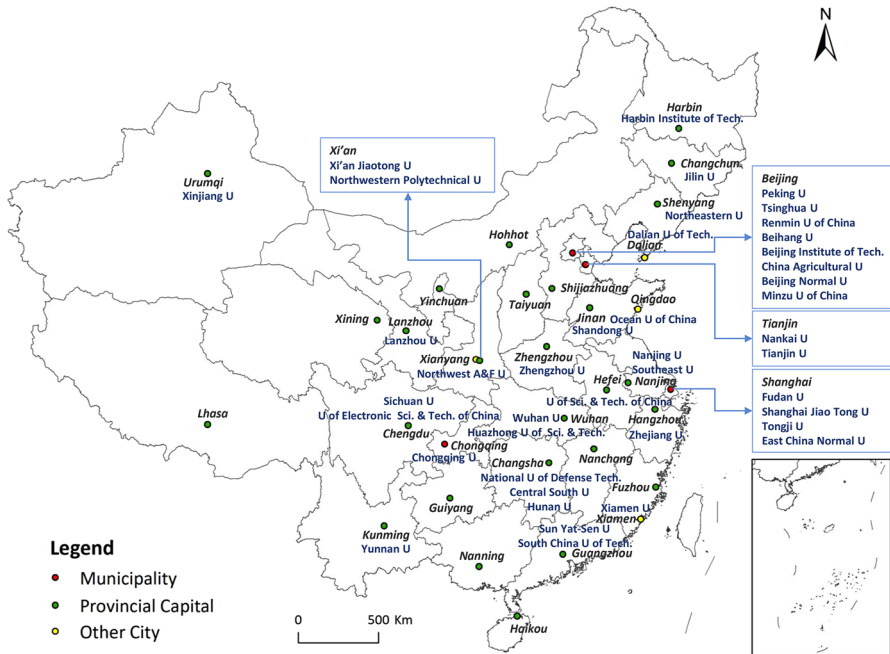 N
Harbin
Harbin Institute of Tech.
Changchun
Jilin U
Shenyang
Northeastern U
Xi'an
Xi'an Jiaotong U
Northwestern Polytechnical U
Urumqi
Xinjiang U
Hohhot
Dalian U of Tech.
Dalian
Beijing
Peking U
Tsinghua U
Renmin U of China
Beihang U
Beijing Institute of Tech.
China Agricultural U
Beijing Normal U
Minzu U of China
Yinchuan
Taiyuan
Shijiazhuang
Qingdao
Ocean U of China
Jinan
Shandong U
Xining
Lanzhou
Lanzhou U
Tianjin
Nankai U
Tianjin U
Xianyang
Northwest A&F U
Zhengzhou
Zhengzhou U
Nanjing U
Southeast U
Nanjing
Hefei
U of Sci. & Tech. of China
Shanghai
Fudan U
Shanghai Jiao Tong U
Tongji U
East China Normal U
Lhasa
Sichuan U
U of Electronic Sci. & Tech. of China
Chengdu
Wuhan U
Wuhan
Huazhong U of Sci. & Tech.
Hangzhou
Zhejiang U
Chongqing
Chongqing U
Changsha
National U of Defense Tech.
Central South U
Hunan U
Nanchang
Fuzhou
Xiamen U
Xiamen
Guiyang
Kunming
Yunnan U
Sun Yat-Sen U
South China U of Tech.
Guangzhou
Nanning
Haikou
Legend
Municipality
Provincial Capital
Other City
0
500 Km